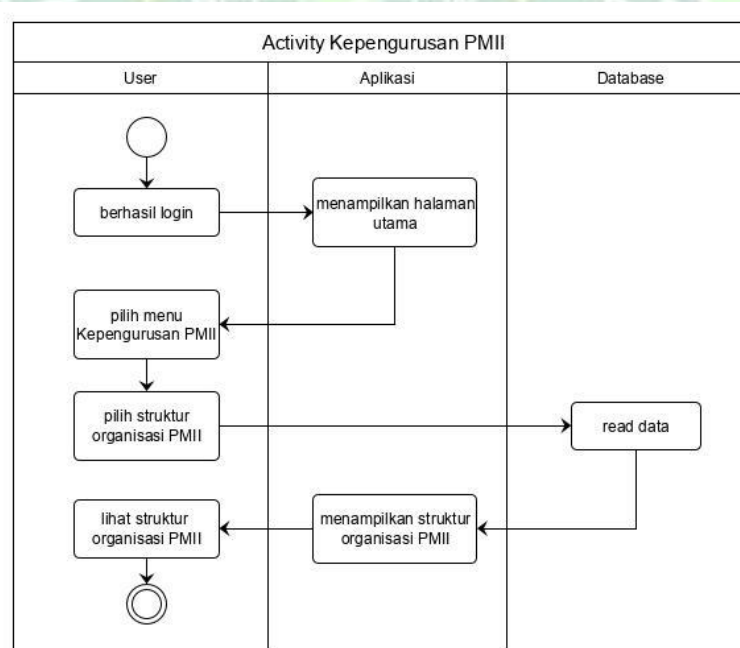 Activity Kepengurusan PMII
User
Aplikasi
Database
berhasil login
menampilkan halaman
utama
pilih menu
Kepengurusan PMII
pilih struktur
organisasi PMII
read data
menampilkan struktur
organisasi PMII
lihat struktur
organisasi PMII